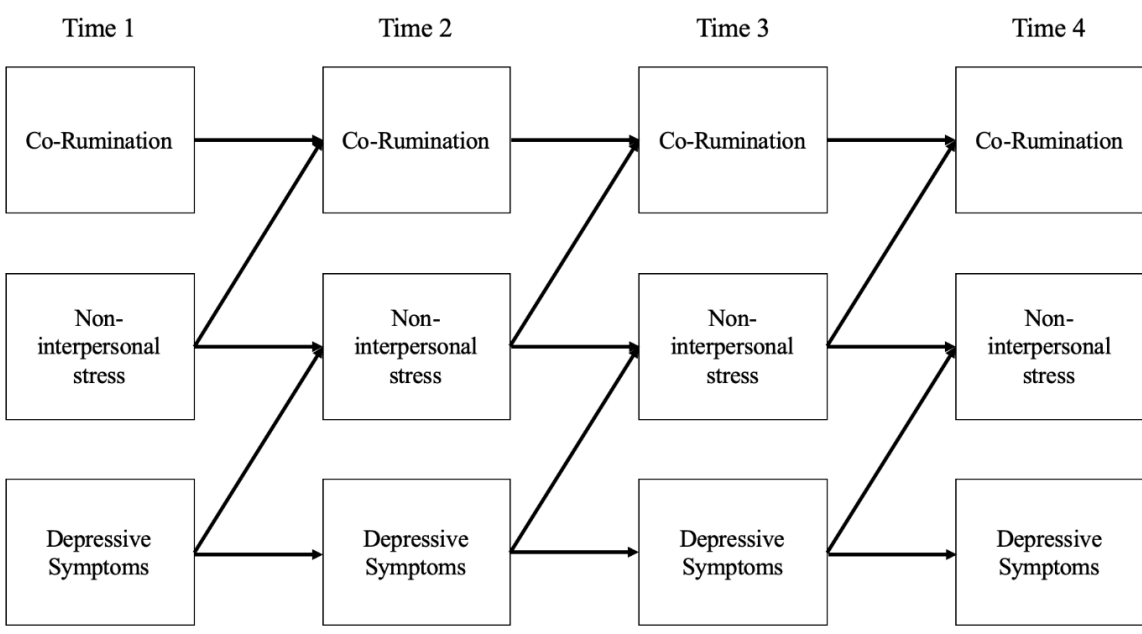 Time 1
Time 2
Time 3
Time 4
Co-Rumination
Co-Rumination
Co-Rumination
Co-Rumination
Non-
interpersonal
stress
Non-
interpersonal
stress
Non-
interpersonal
stress
Non-
interpersonal
stress
Depressive
Symptoms
Depressive
Symptoms
Depressive
Symptoms
Depressive
Symptoms